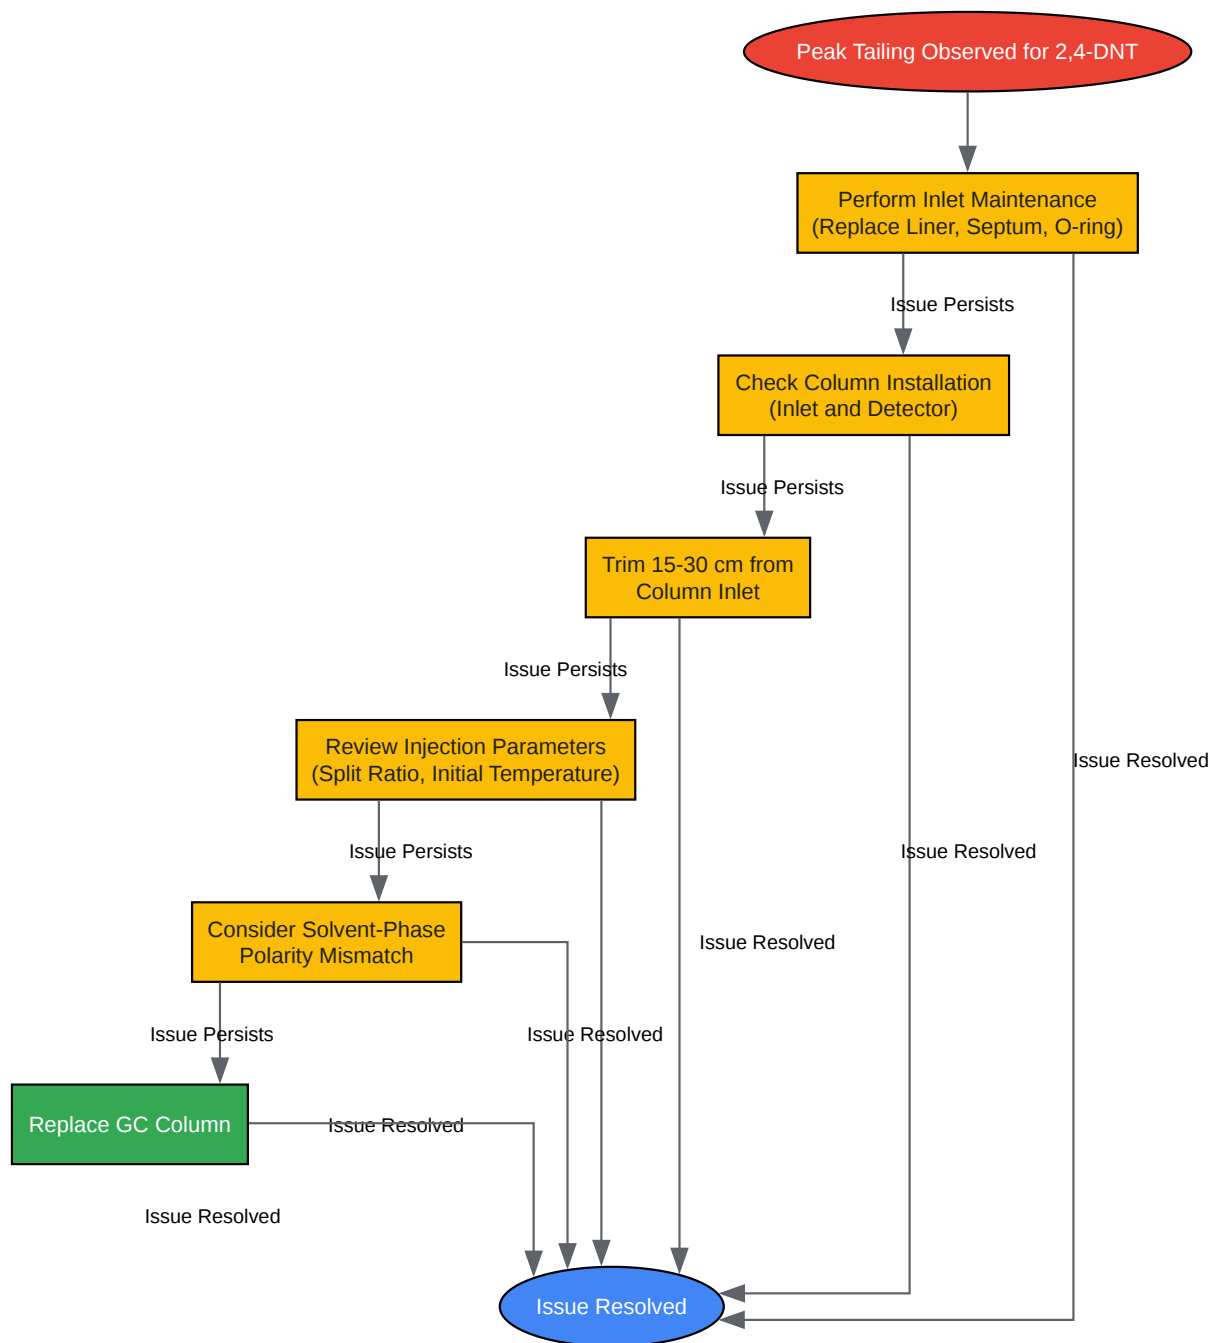 Peak Tailing Observed for 2,4-DNT
Perform Inlet Maintenance
(Replace Liner, Septum, O-ring)
Issue Persists
Check Column Installation
(Inlet and Detector)
Issue Persists
Trim 15-30 cm from
Column Inlet
Issue Persists
Review Injection Parameters
(Split Ratio, Initial Temperature)
Issue Resolved
Issue Persists
Issue Resolved
Consider Solvent-Phase
Polarity Mismatch
Issue Resolved
Issue Persists
Issue Resolved
Replace GC Column
Issue Resolved
Issue Resolved
Issue Resolved